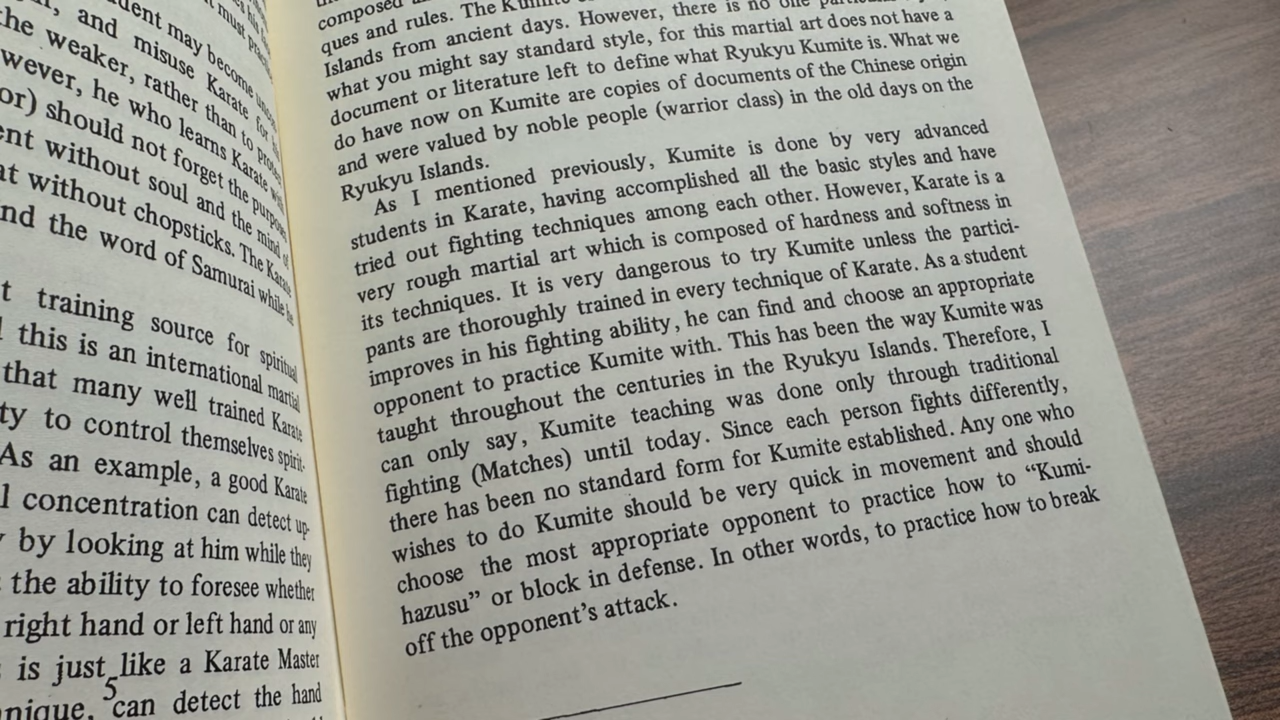 dent may become
and misuse Karate for
the weaker, rather than to
wever, he who learns Karate
or) should not forget the purposes
ent without soul and the mind of
at without chopsticks. The Karate
nd the word of Samurai while he
t training source for spiritual
this is an international martial
that many well trained Karate
ty to control themselves spirit-
As an example, a good Karate
l concentration can detect up-
by looking at him while they
the ability to foresee whether
right hand or left hand or any
is just like a Karate Master
nique,5 can detect the hand
composed
ques and rules. The Kumite
Islands from ancient days. However, there is no one
what you might say standard style, for this martial art does not have a
document or literature left to define what Ryukyu Kumite is. What we
do have now on Kumite are copies of documents of the Chinese origin
and were valued by noble people (warrior class) in the old days on the
Ryukyu Islands.
As I mentioned previously, Kumite is done by very advanced
students in Karate, having accomplished all the basic styles and have
tried out fighting techniques among each other. However, Karate is a
very rough martial art which is composed of hardness and softness in
its techniques. It is very dangerous to try Kumite unless the partici-
pants are thoroughly trained in every technique of Karate. As a student
improves in his fighting ability, he can find and choose an appropriate
opponent to practice Kumite with. This has been the way Kumite was
taught throughout the centuries in the Ryukyu Islands. Therefore, I
can only say, Kumite teaching was done only through traditional
fighting (Matches) until today. Since each person fights differently,
there has been no standard form for Kumite established. Any one who
wishes to do Kumite should be very quick in movement and should
choose the most appropriate opponent to practice how to “Kumi-
hazusu” or block in defense. In other words, to practice how to break
off the opponent’s attack.